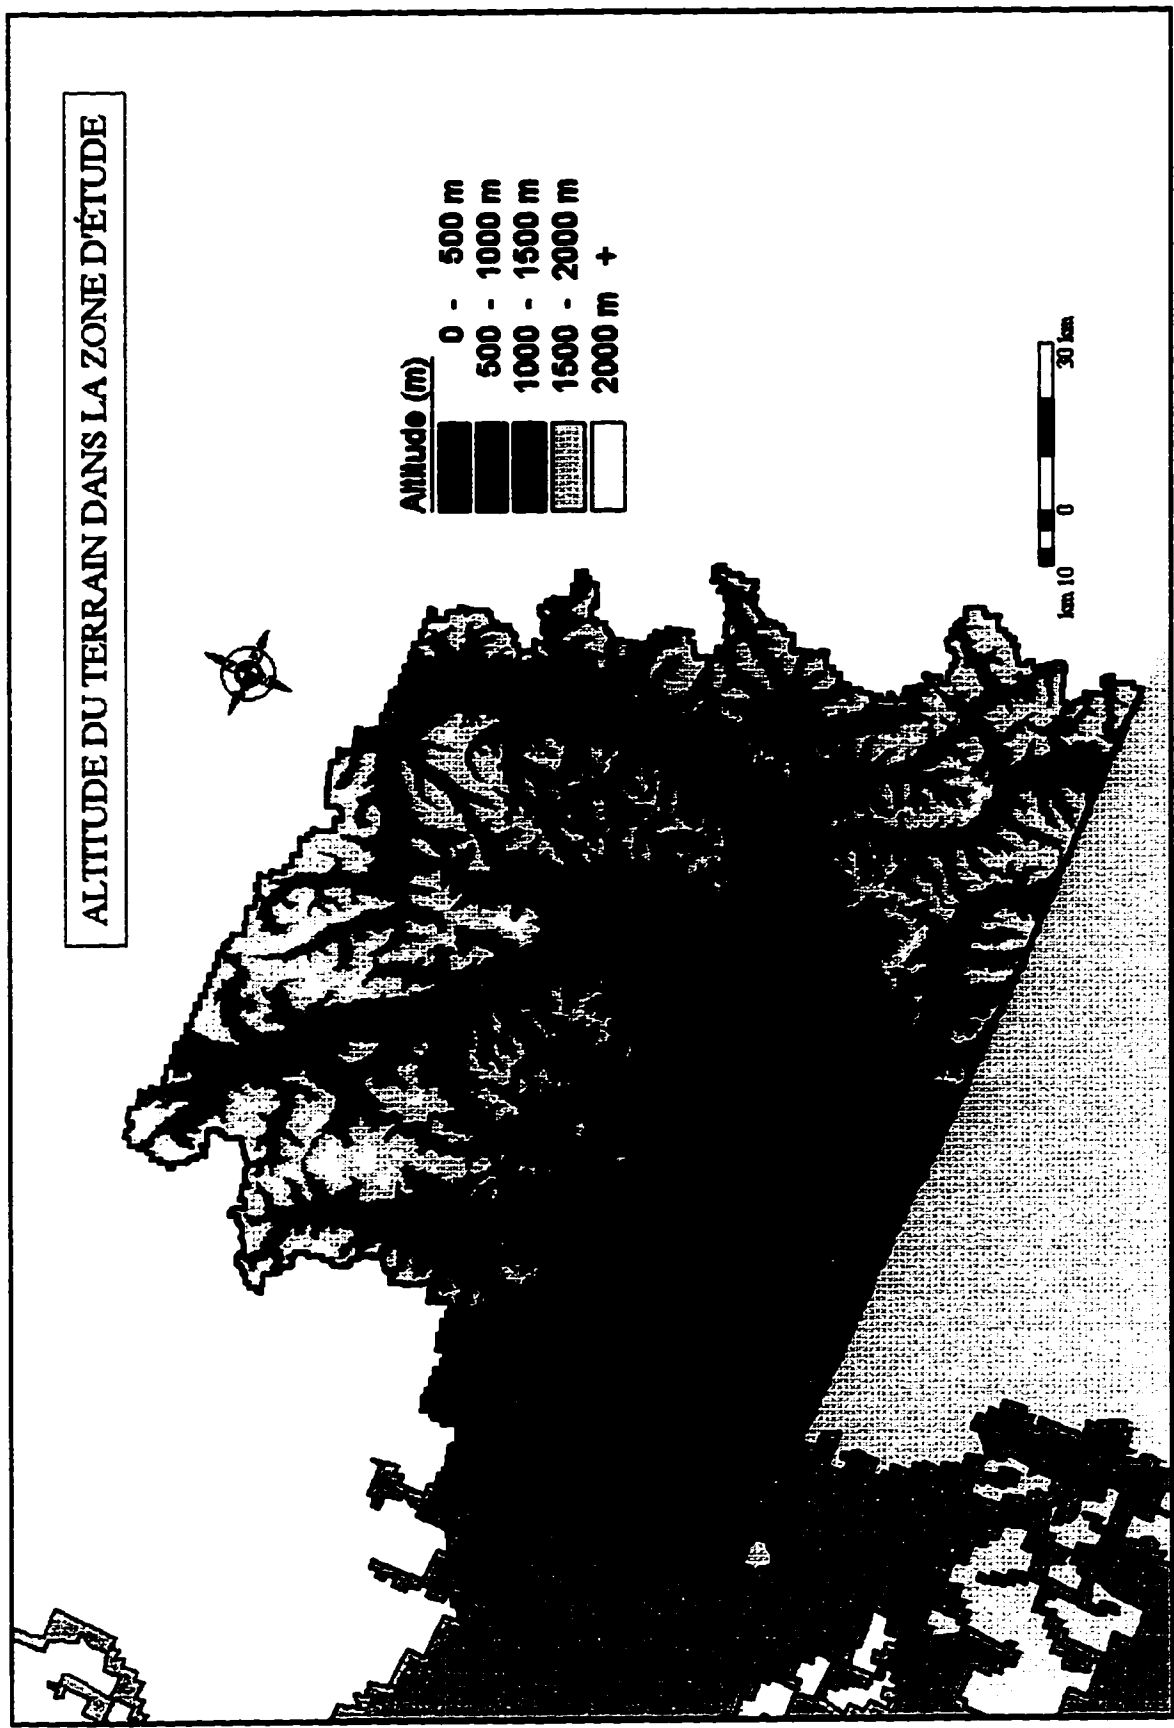 ALTITUDE DU TERRAIN DANS LA ZONE D'ÉTUDE
Altitude (m)
0 - 500 m
500 - 1000 m
1000 - 1500 m
1500 - 2000 m
2000 m +
km 10 0 30 km